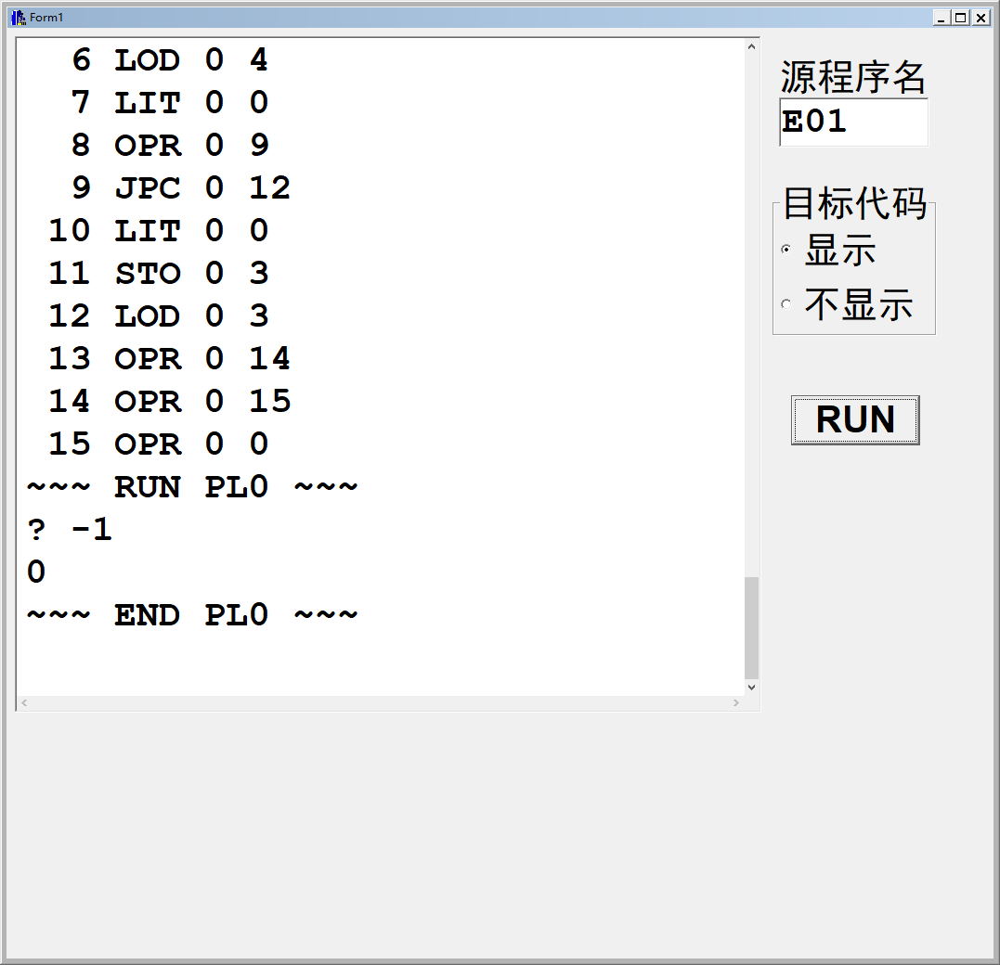 Form1
6 LOD 0 4
7 LIT 0 0
8 OPR 0 9
9 JPC 0 12
10 LIT 0 0
11 STO 0 3
12 LOD 0 3
13 OPR 0 14
14 OPR 0 15
15 OPR 0 0
~~~ RUN PL0 ~~~
? -1
0
~~~ END PL0 ~~~
源程序名
E01
目标代码
显示
不显示
RUN